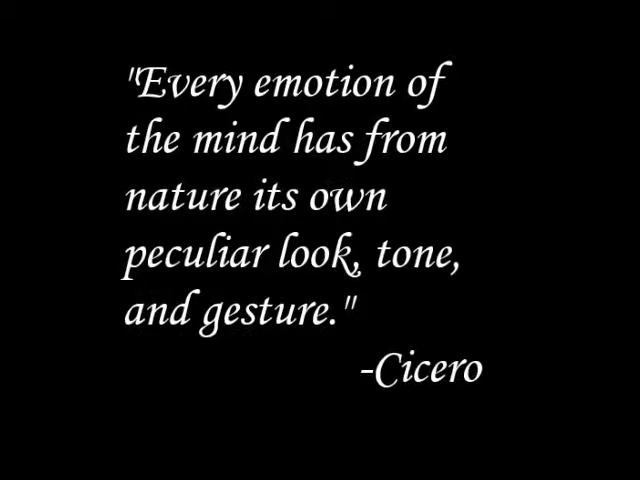 "Every emotion of
the mind has from
nature its own
peculiar look, tone,
and gesture."
-Cicero